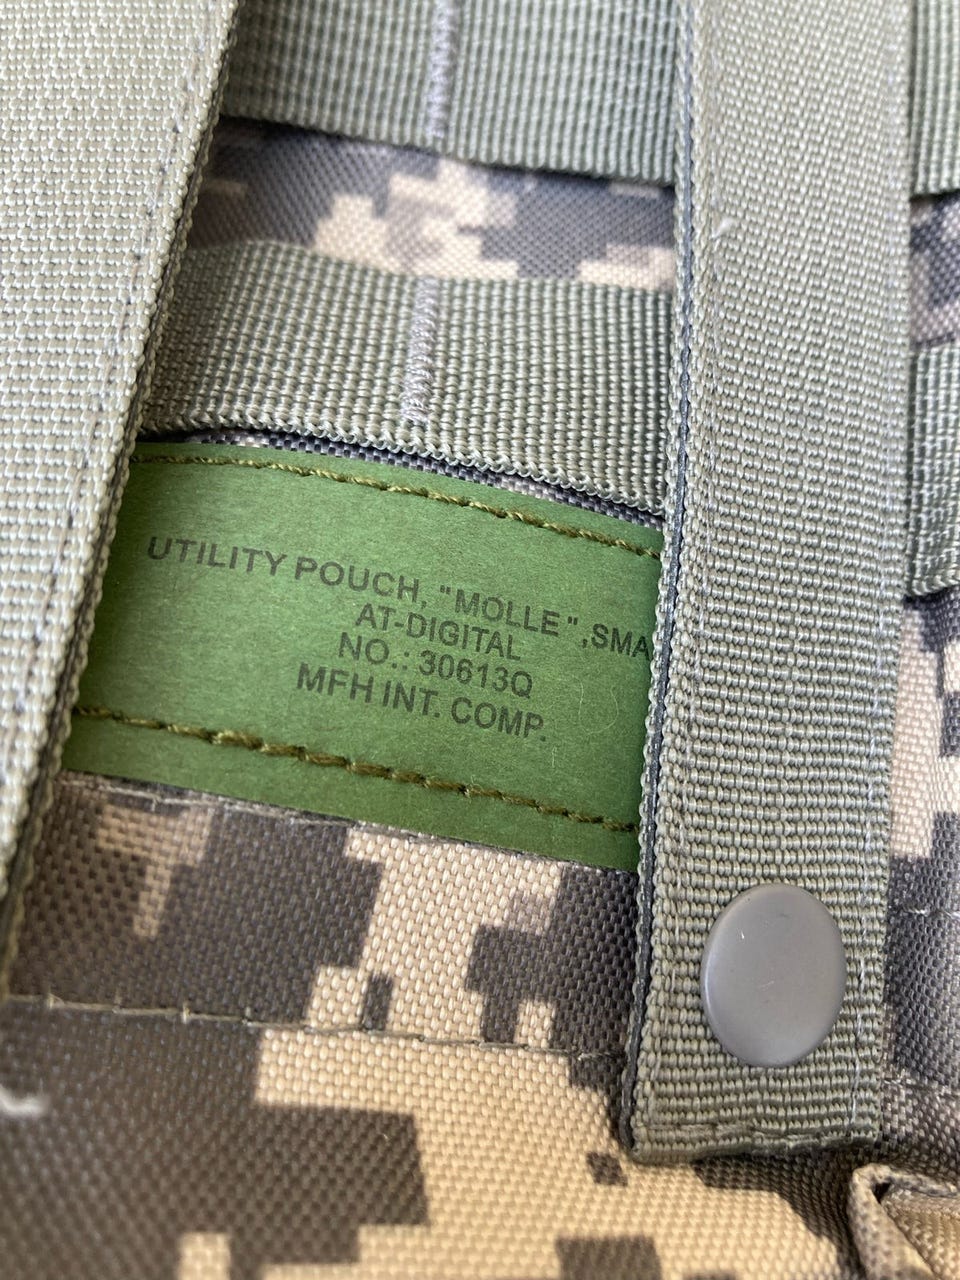 UTILITY POUCH, "MOLLE" ,SMA
AT-DIGITAL
NO.: 30613Q
MFH INT. COMP.